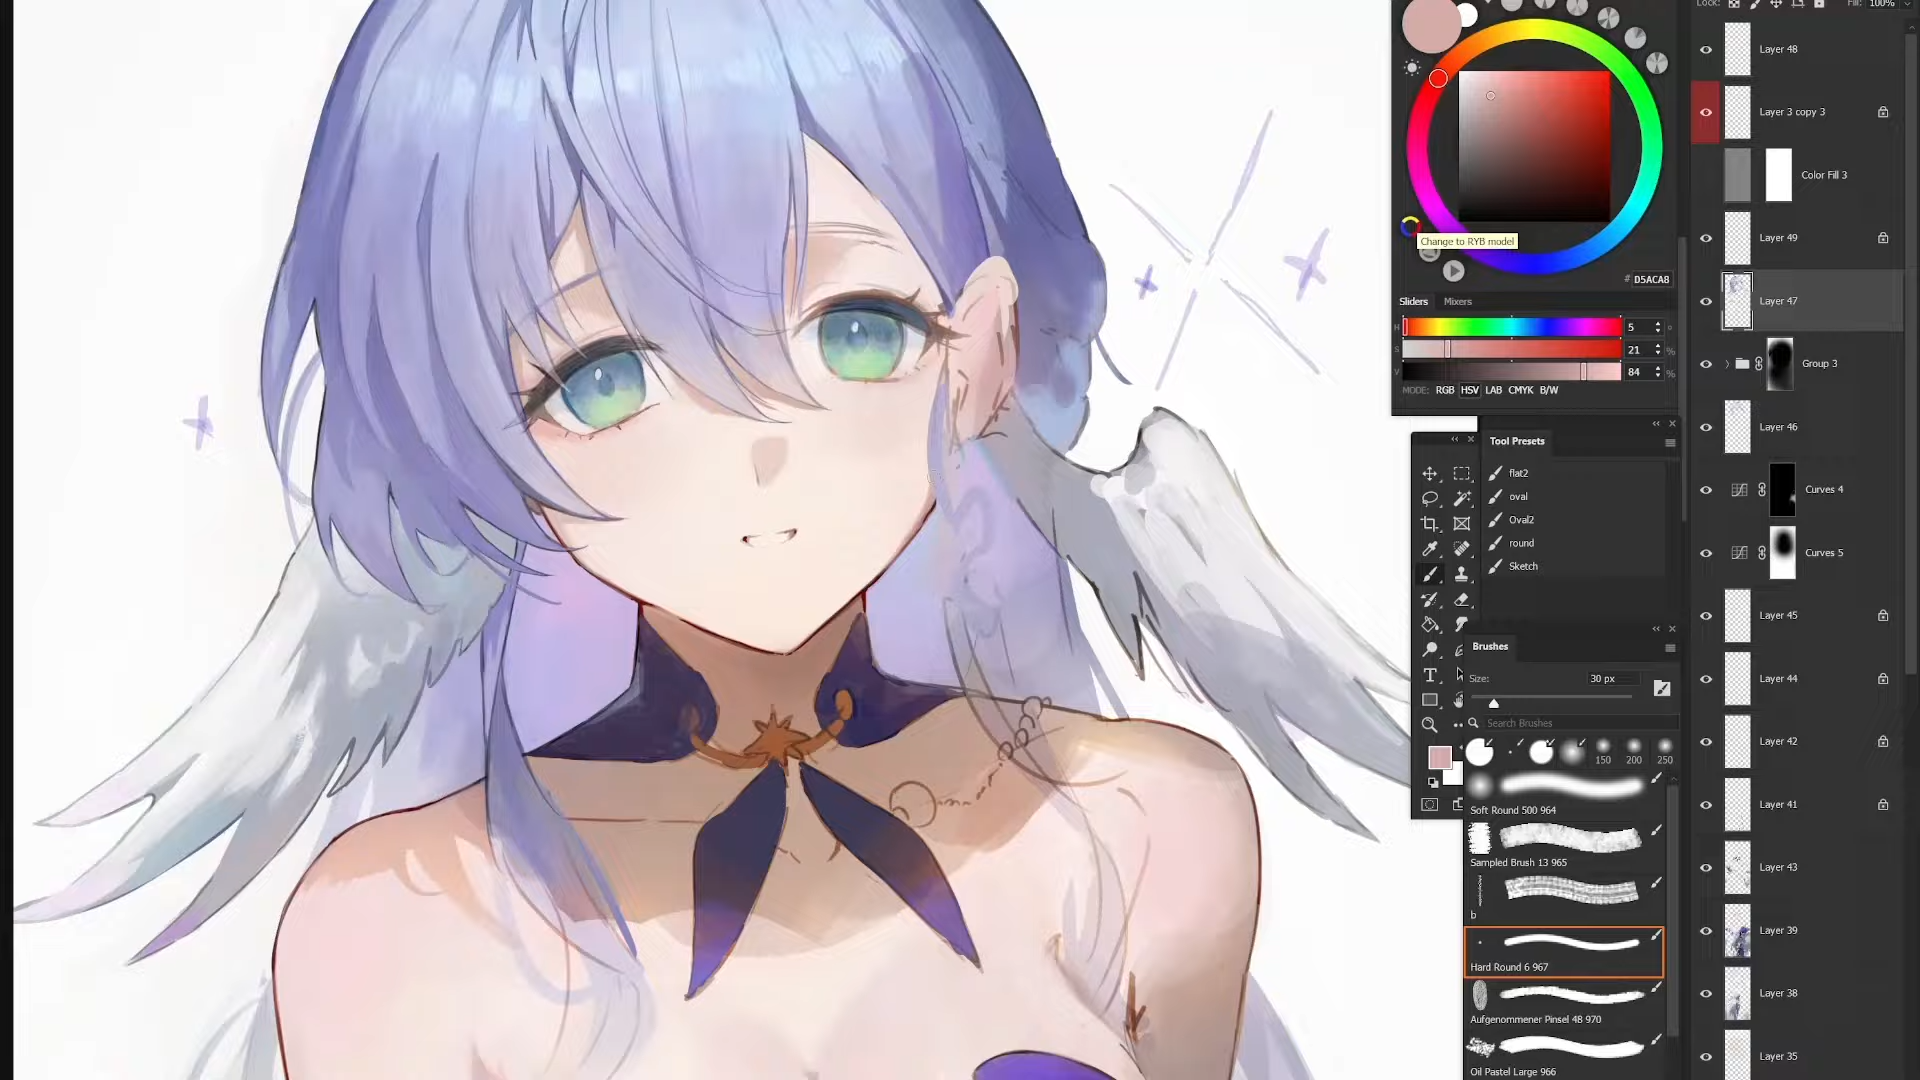 Lock:
Fill: 100%
Layer 48
Layer 3 copy 3
Color Fill 3
Layer 49
Change to RYB model
# D5ACA8
Sliders
Mixers
Layer 47
H
5
°
S
21
%
V
84
%
Group 3
MODE: RGB HSV LAB CMYK B/W
Layer 46
Tool Presets
flat2
oval
Oval2
round
Sketch
Curves 4
Curves 5
Layer 45
Brushes
Size:
30 px
Layer 44
Search Brushes
Layer 42
150
200
250
Soft Round 500 964
Layer 41
Sampled Brush 13 965
Layer 43
b
Layer 39
Hard Round 6 967
Layer 38
Aufgenommener Pinsel 48 970
Layer 35
Oil Pastel Large 966